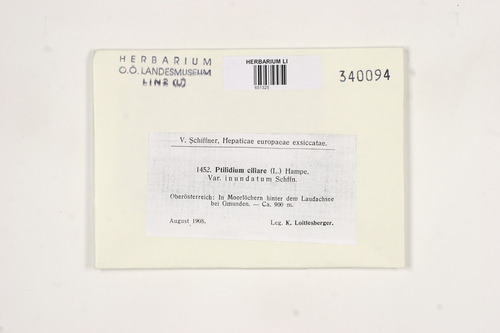 HERBARIUM
O.Ö. LANDESMUSEUM
LINZ (LI)
HERBARIUM LI
651325
340094
V. Schiffner, Hepaticae europaeae exsiccatae.
1452. Ptilidium ciliare (L.) Hampe.
Var. inundatum Schffn.
Oberösterreich: In Moorlöchern hinter dem Laudachsee
bei Gmunden. — Ca. 900 m.
August 1908.
Leg. K. Loitlesberger.